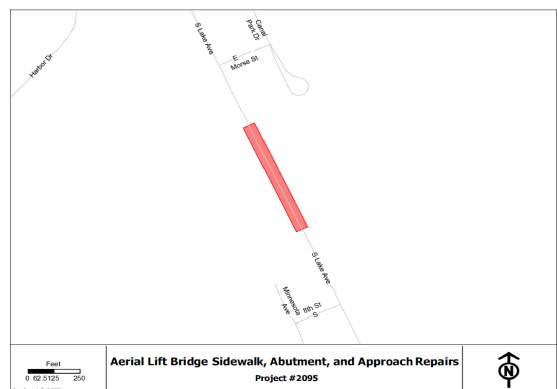 S Lake Ave
Canal
Park Dr
E
Morse St
Harbor Dr
S Lake Ave
Minnesota
Ave
8th St
S
Feet
0 62.5125 250
Aerial Lift Bridge Sidewalk, Abutment, and Approach Repairs
Project #2095
N